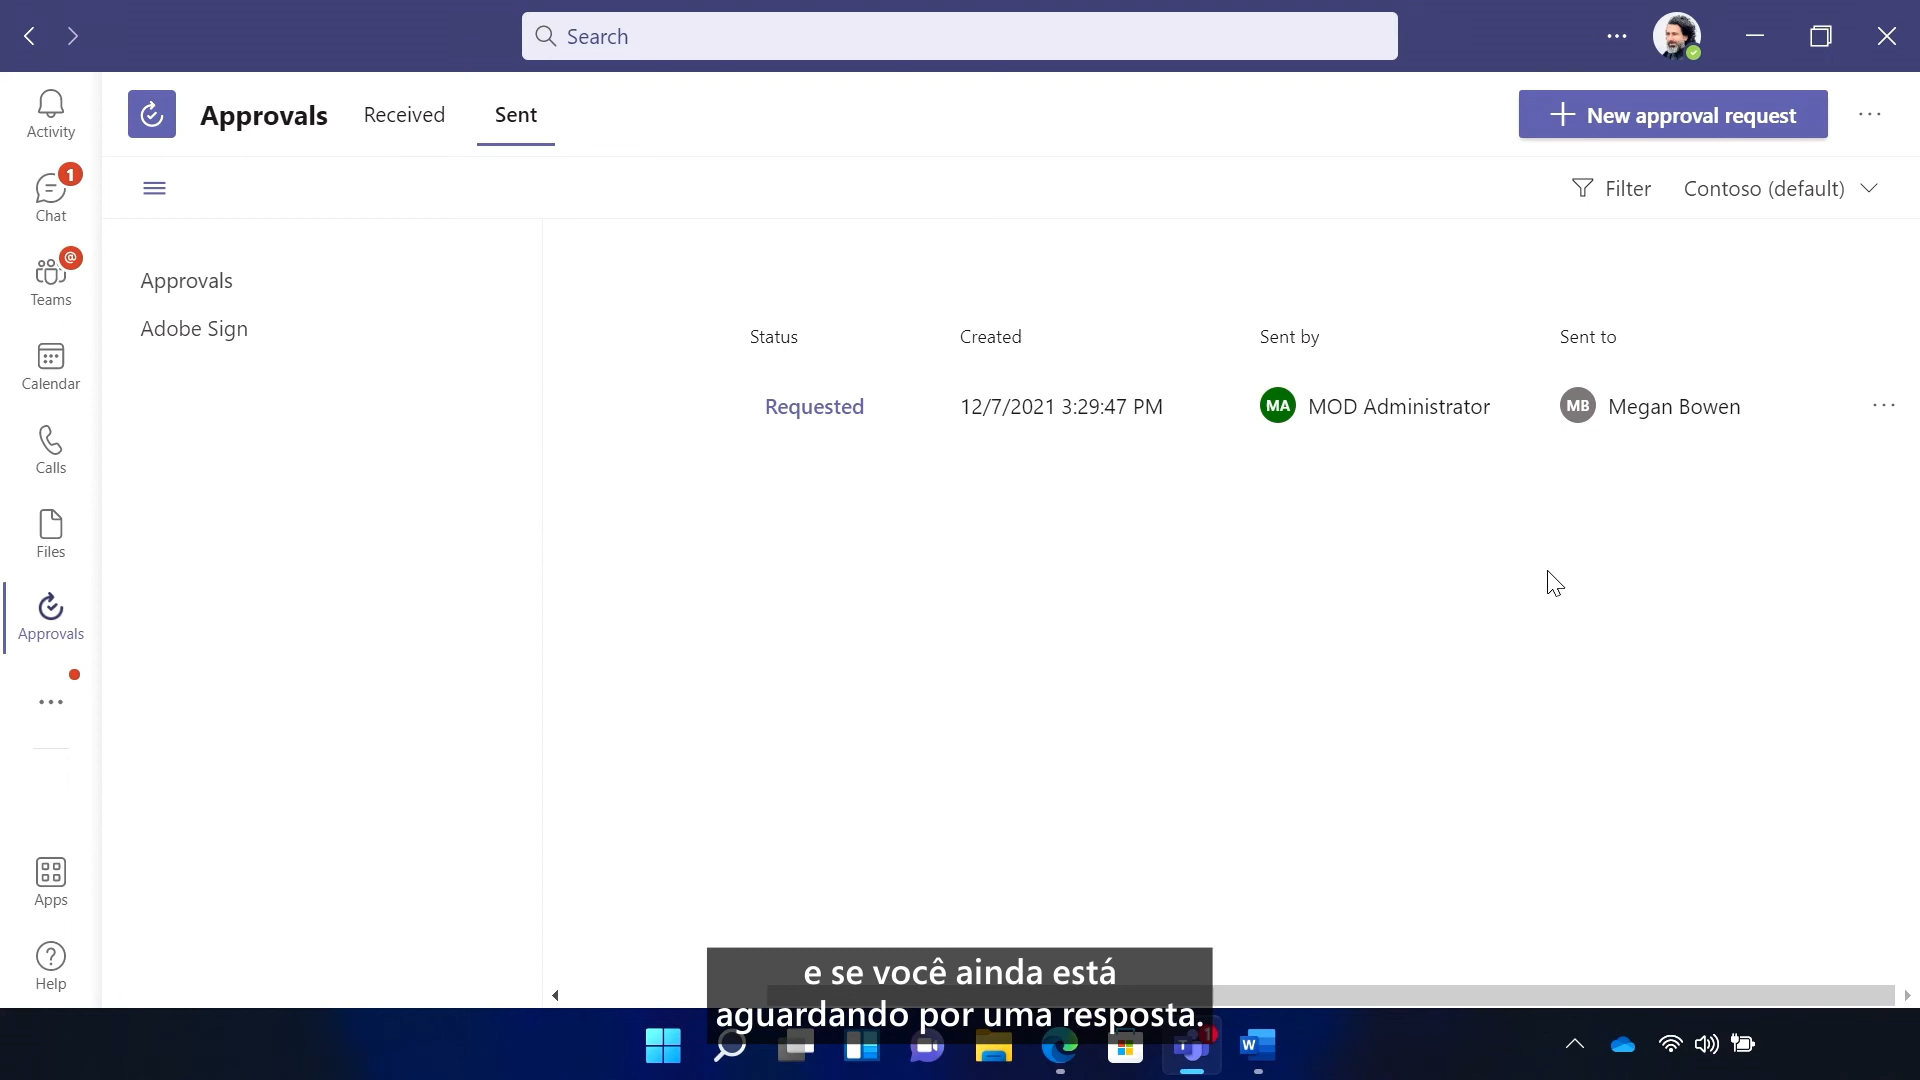 Search
Activity
1
Chat
@
Teams
Calendar
Calls
Files
Approvals
Apps
Help
Approvals Received Sent
New approval request
Filter Contoso (default)
Approvals
Adobe Sign
Status Created Sent by Sent to
Requested 12/7/2021 3:29:47 PM MA MOD Administrator MB Megan Bowen
e se você ainda está
aguardando por uma resposta.
T 1
W